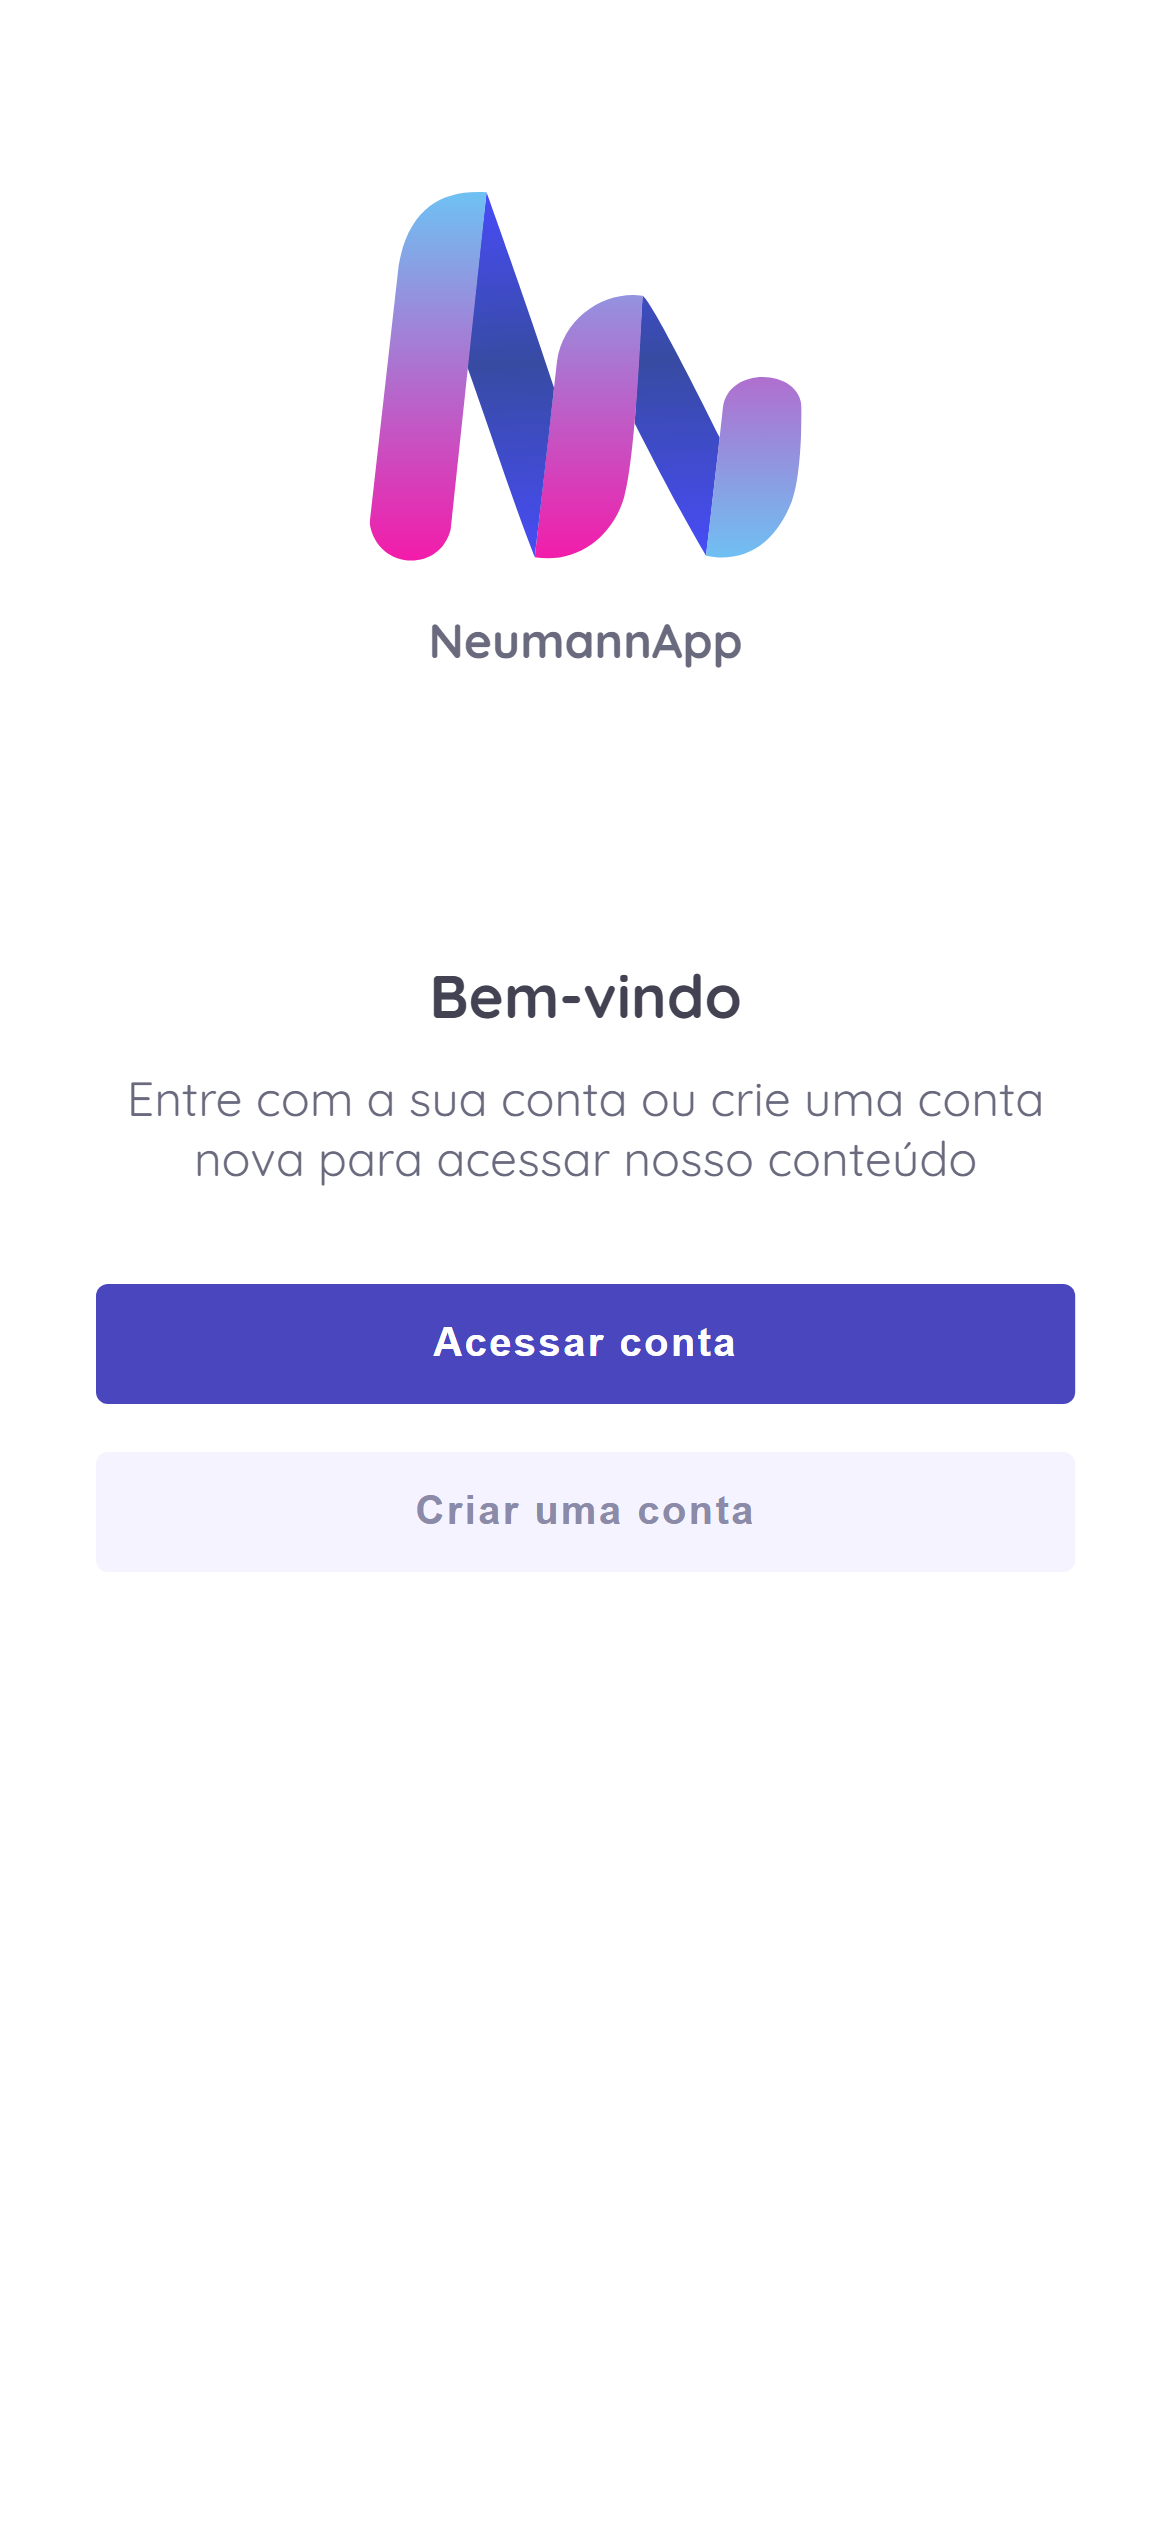 NeumannApp
Bem-vindo
Entre com a sua conta ou crie uma conta
nova para acessar nosso conteúdo
Acessar conta
Criar uma conta